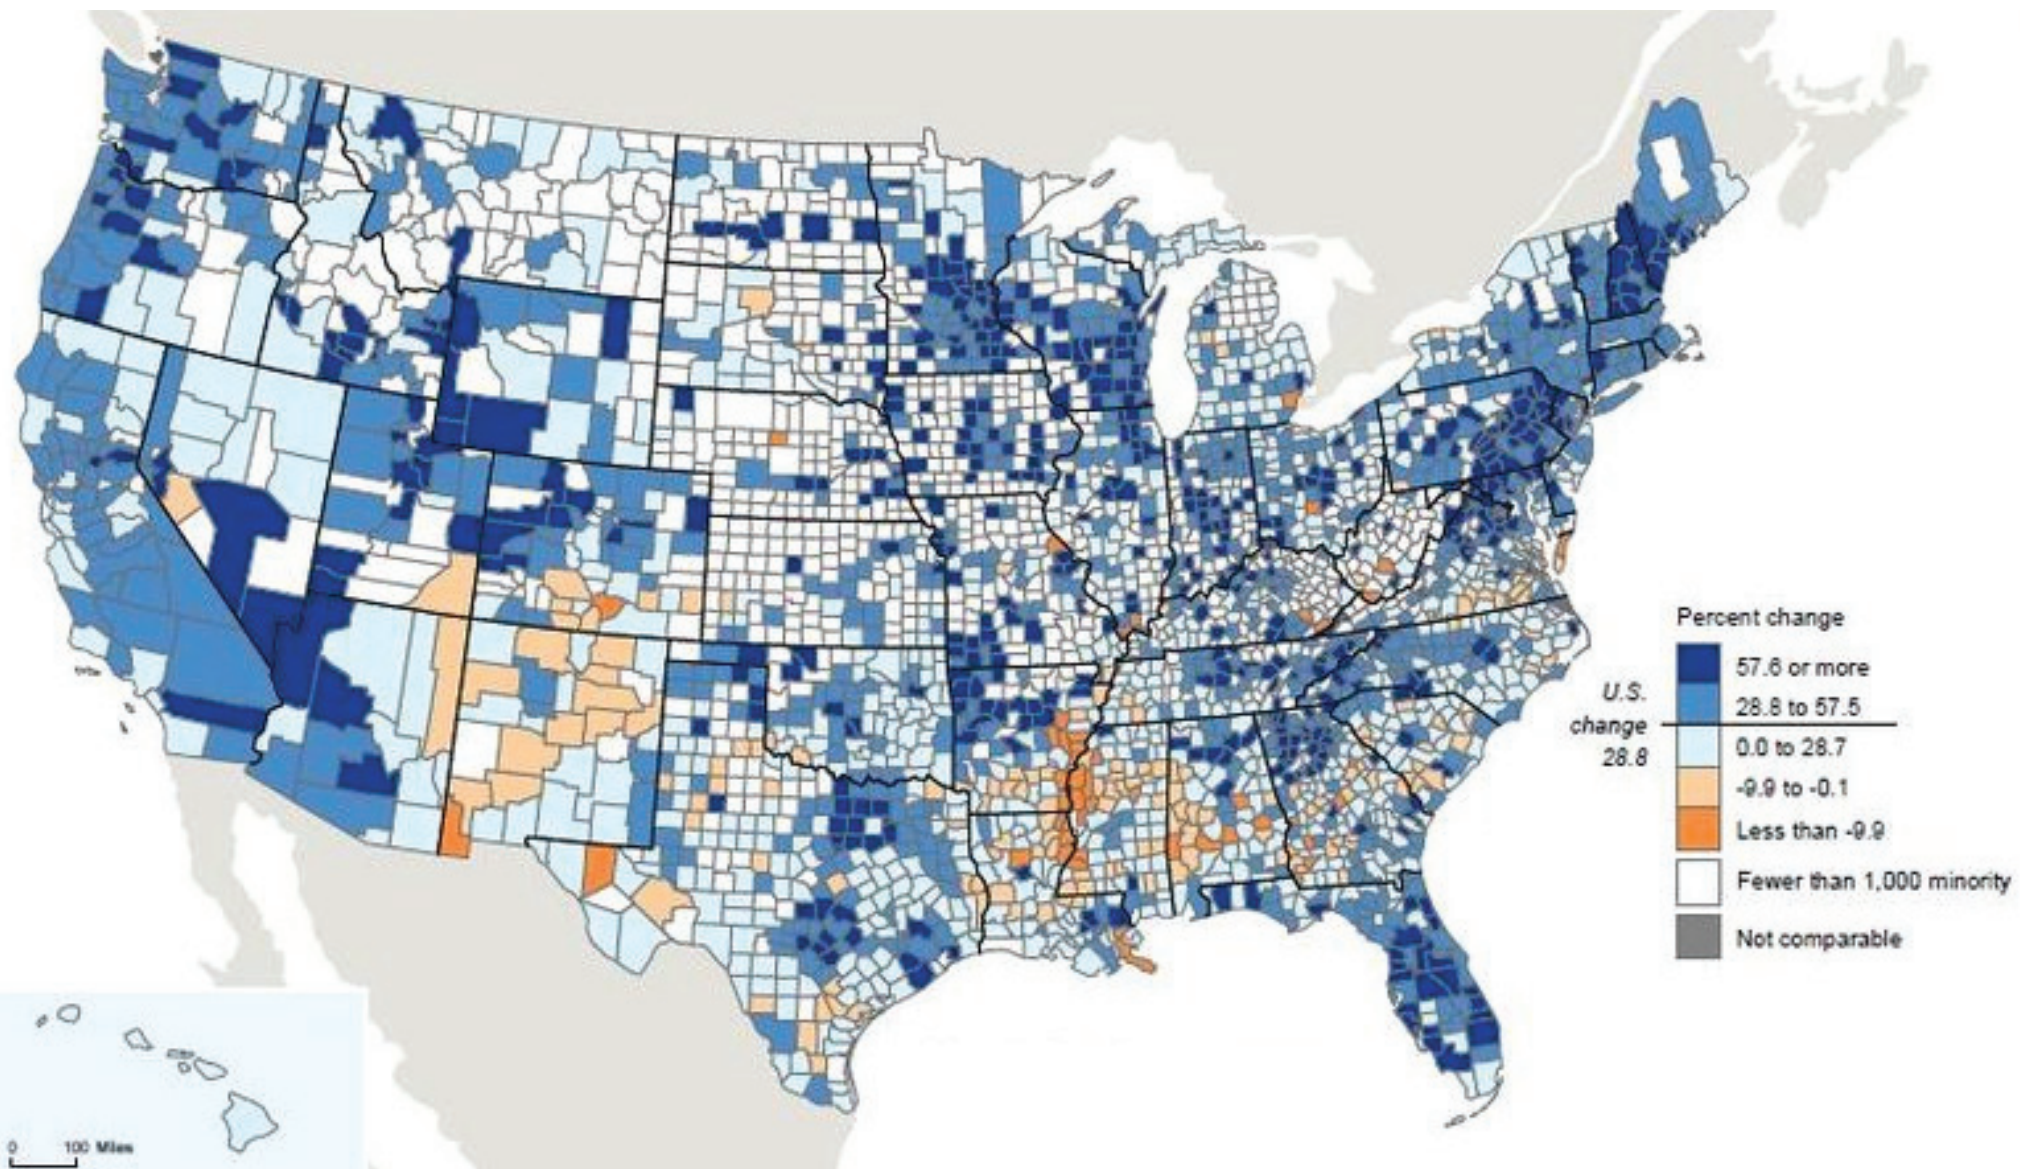 Percent change
57.6 or more
28.8 to 57.5
U.S.
change
28.8
0.0 to 28.7
-9.9 to -0.1
Less than -9.9
Fewer than 1,000 minority
Not comparable
0 100 Miles